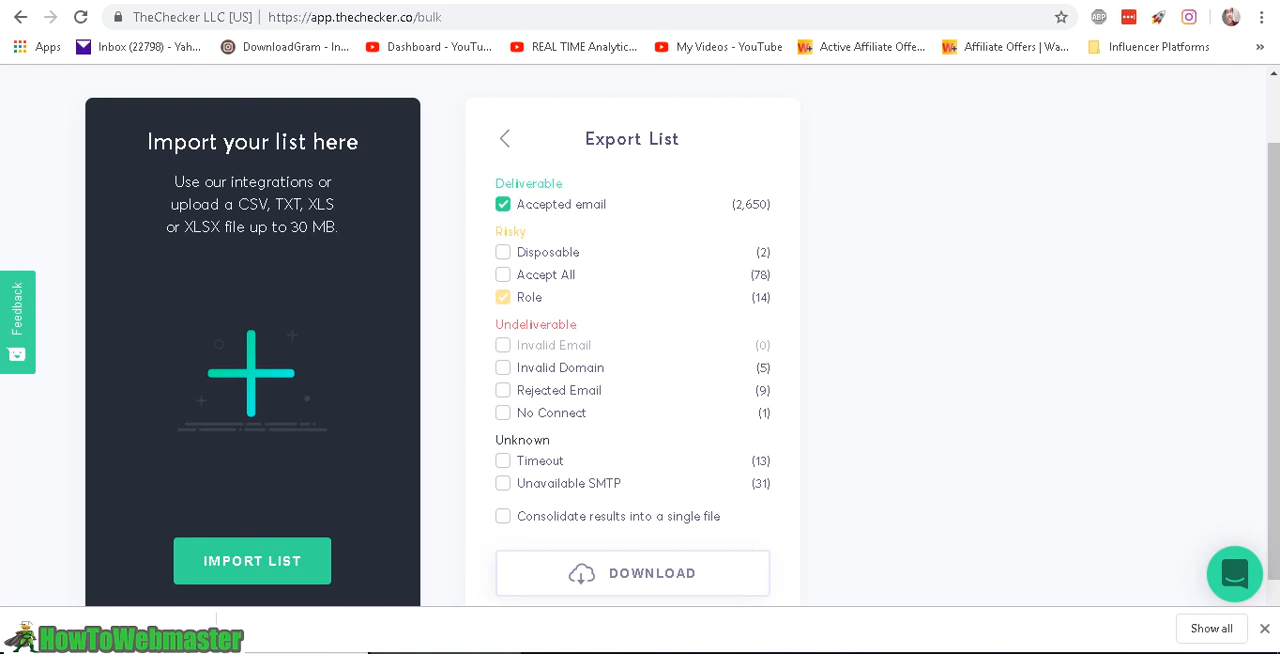 TheChecker LLC [US] | https://app.thechecker.co/bulk
ABP
Apps Inbox (22798) - Yah... DownloadGram - In... Dashboard - YouTu... REAL TIME Analytic... My Videos - YouTube Active Affiliate Offe... Affiliate Offers | Wa... Influencer Platforms »
Import your list here
Use our integrations or
upload a CSV, TXT, XLS
or XLSX file up to 30 MB.
IMPORT LIST
Feedback
Export List
Deliverable
Accepted email (2,650)
Risky
Disposable (2)
Accept All (78)
Role (14)
Undeliverable
Invalid Email (0)
Invalid Domain (5)
Rejected Email (9)
No Connect (1)
Unknown
Timeout (13)
Unavailable SMTP (31)
Consolidate results into a single file
DOWNLOAD
HowToWebmaster
Show all